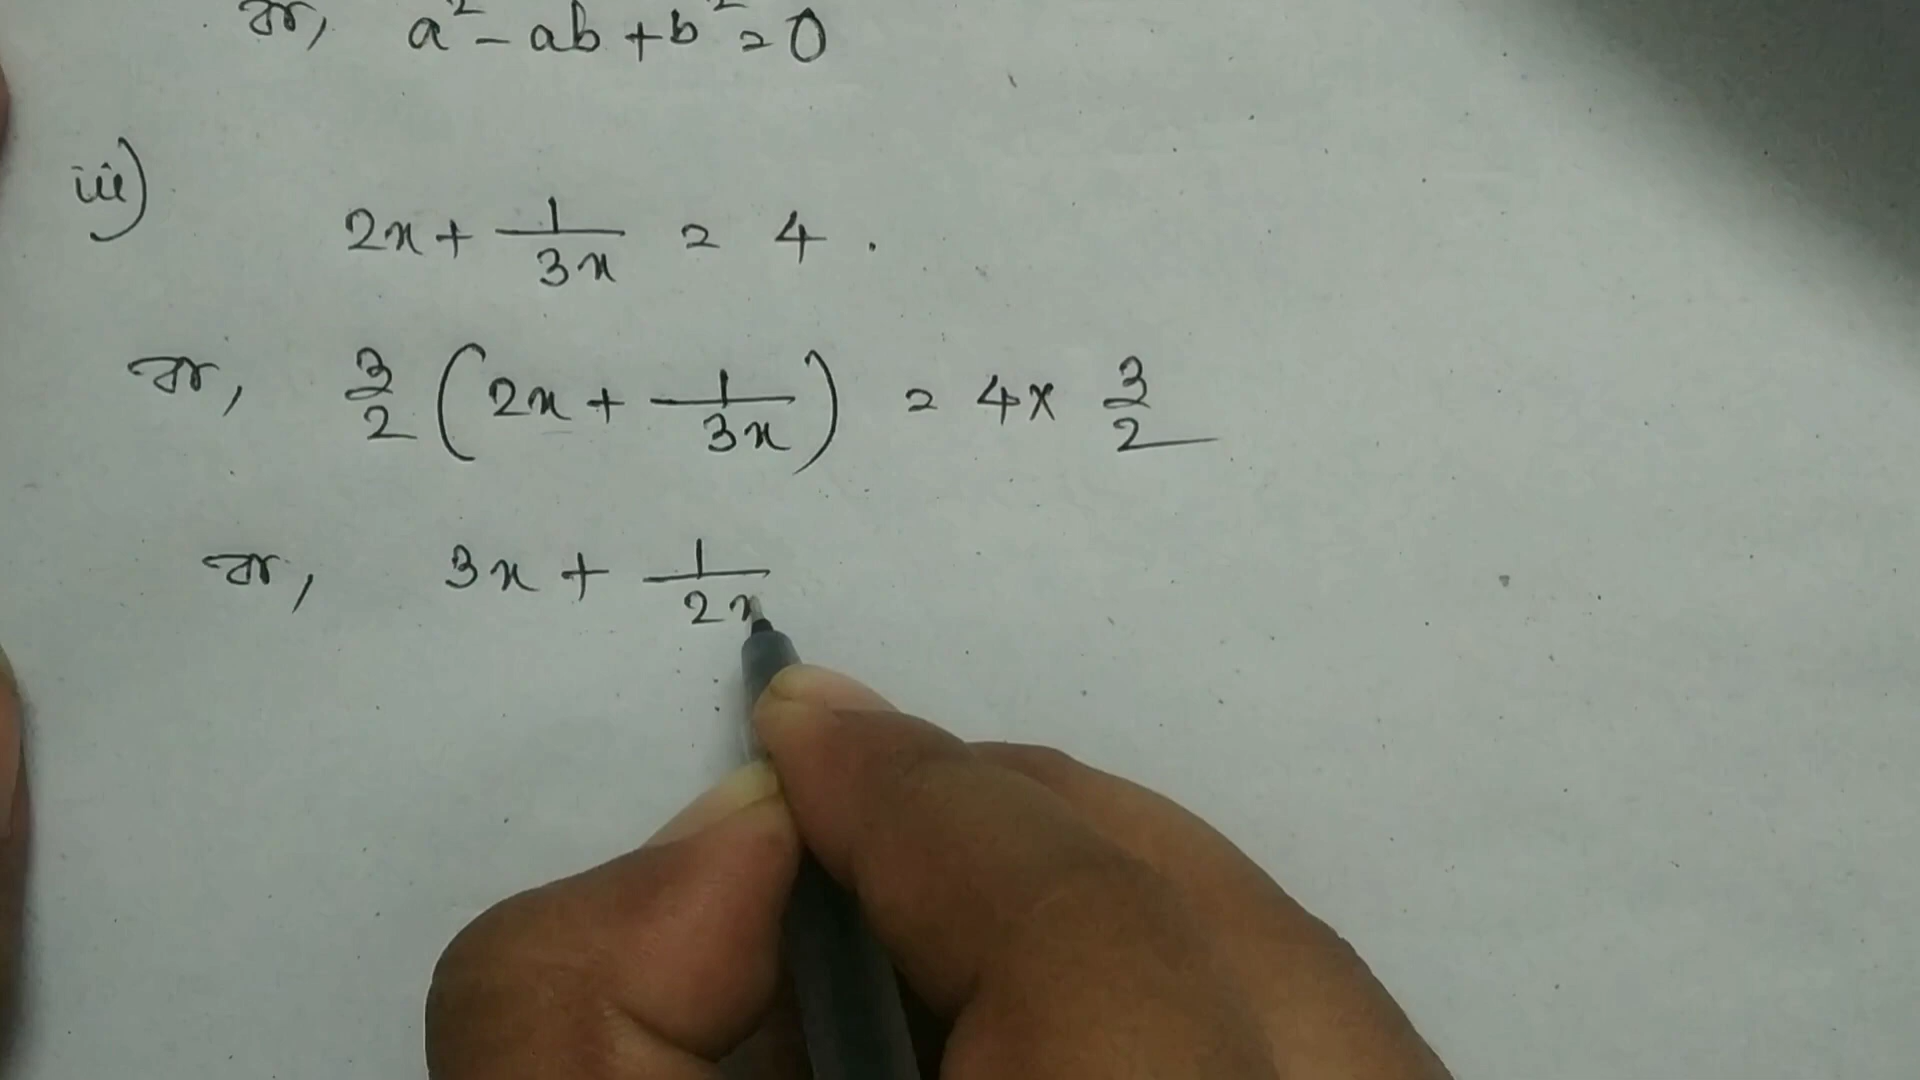 বা, a² - ab + b² = 0
iii)
2x + 1/3x = 4.
বা, 3/2 (2x + 1/3x) = 4 × 3/2
বা, 3x + 1/2x